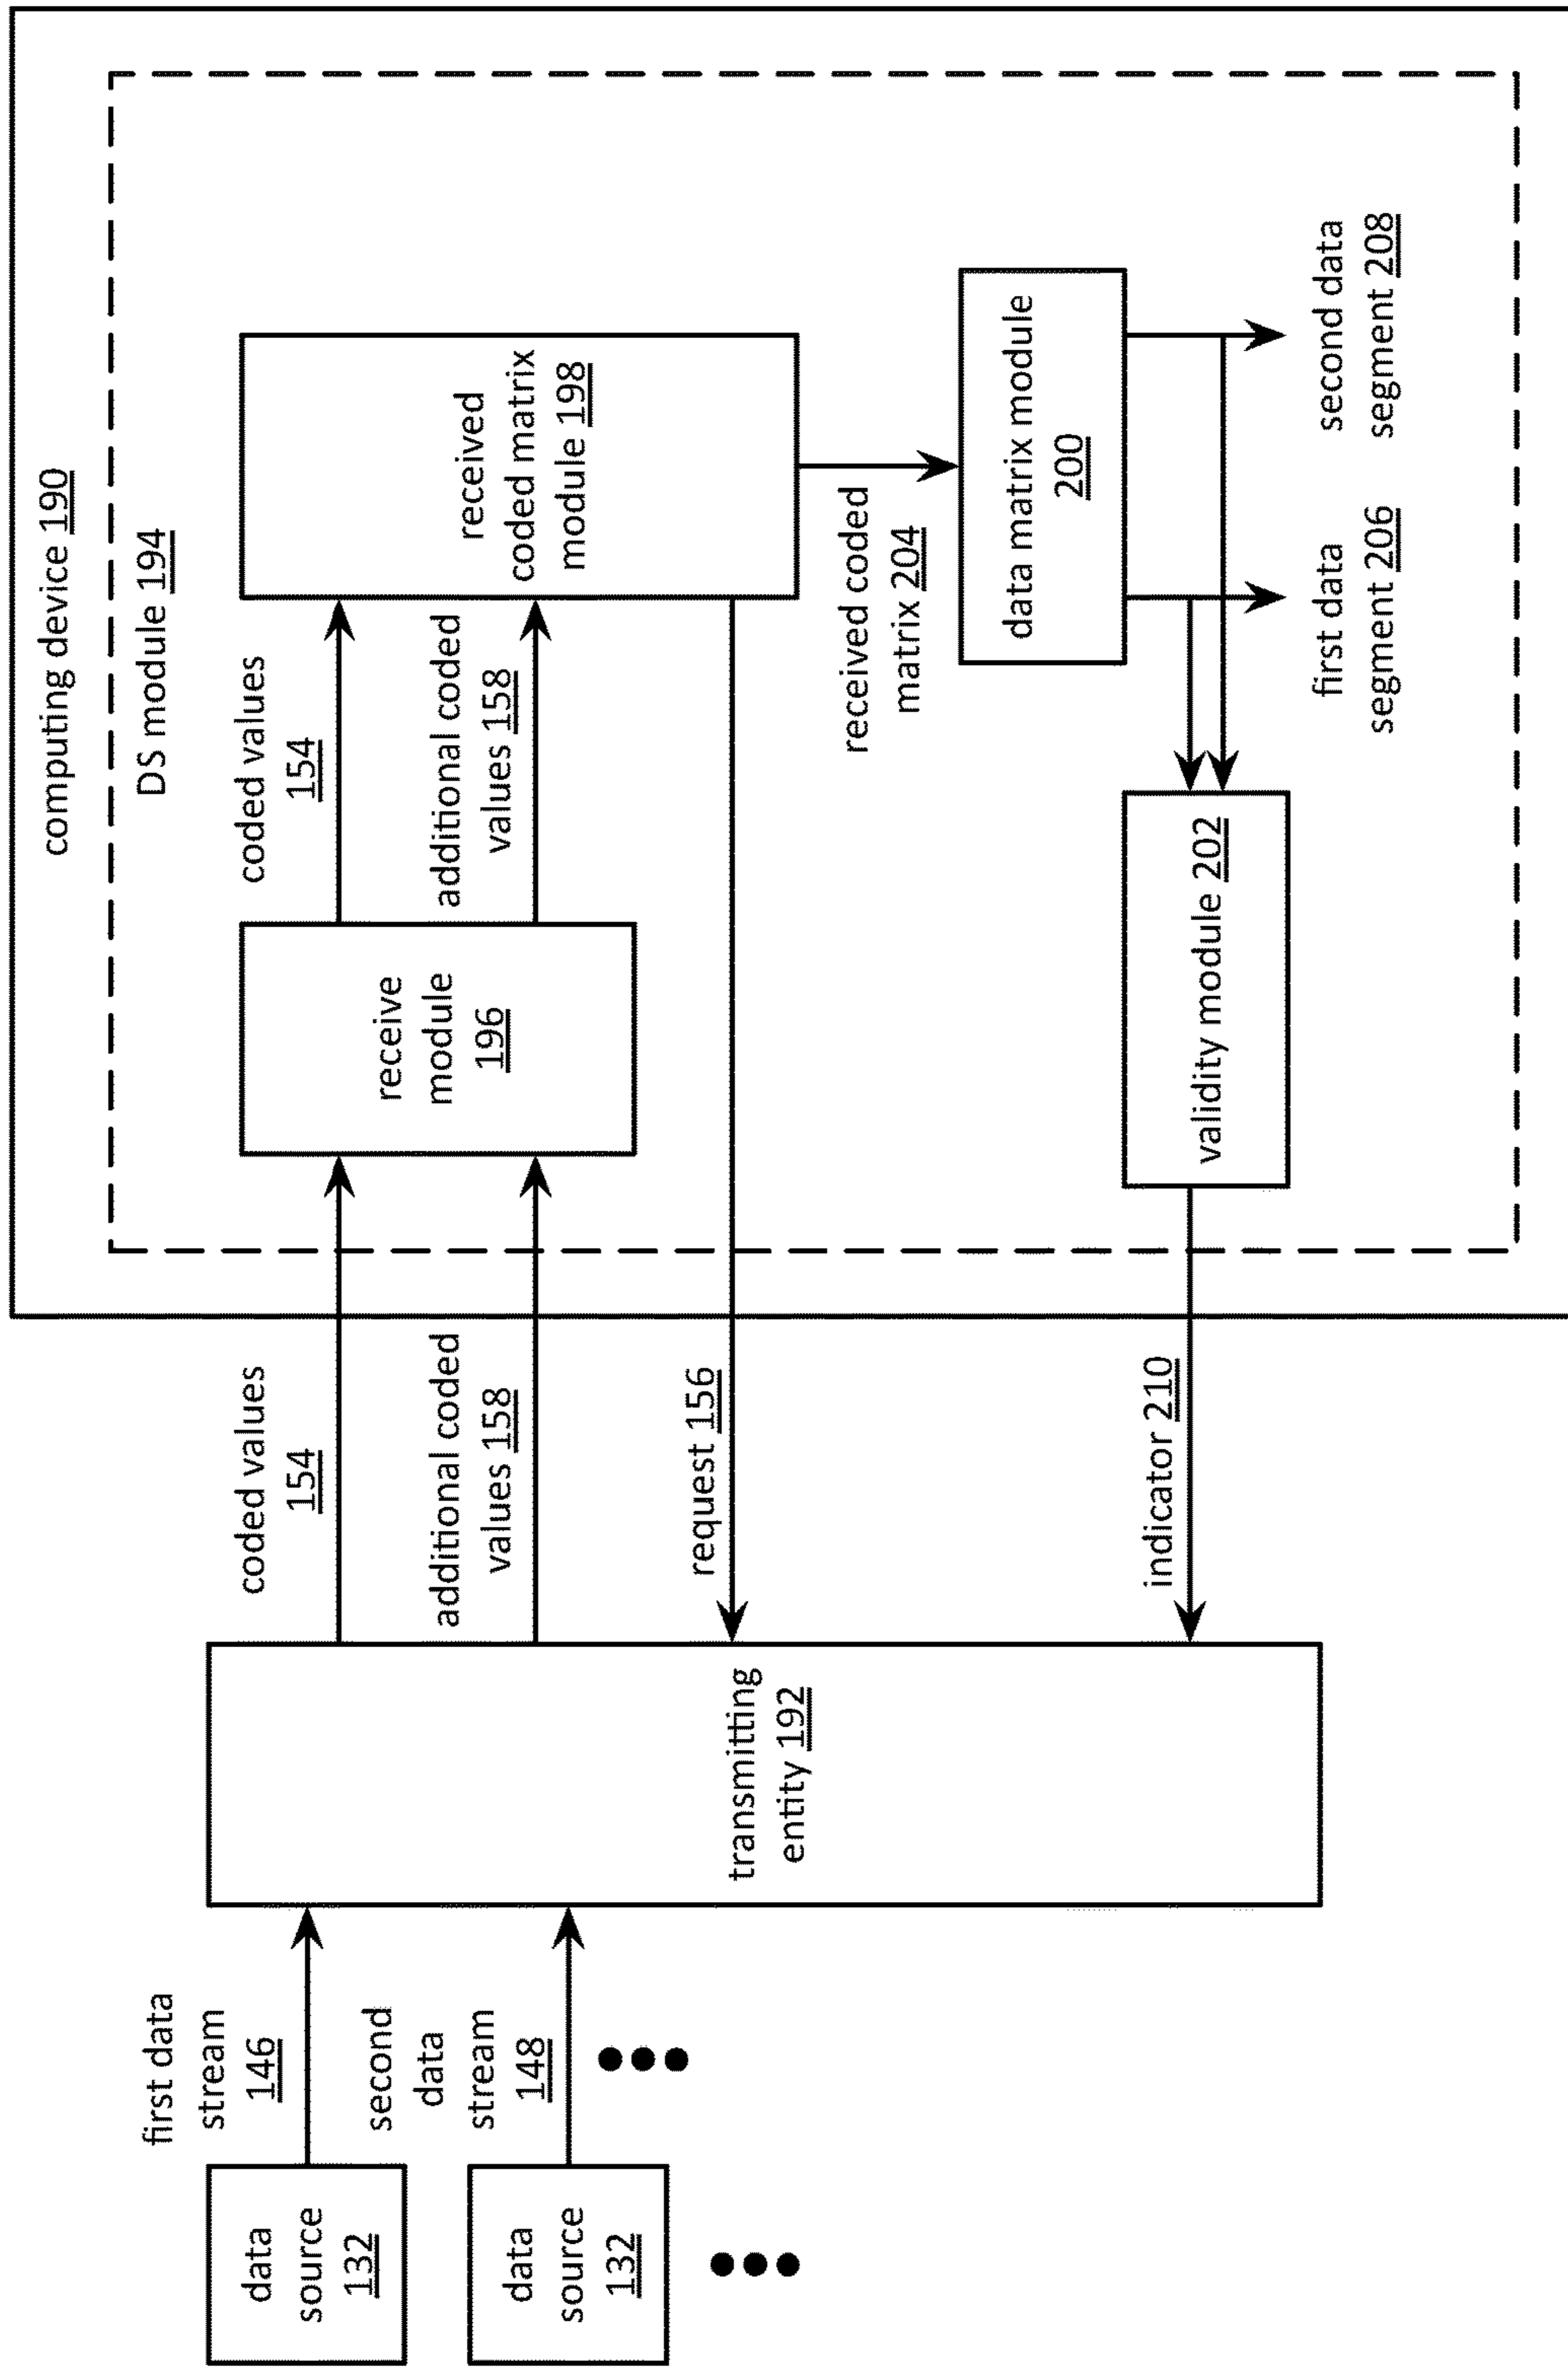 computing device 190
DS module 194
first data
stream
146
data
source
132
second
data
stream
148
data
source
132
transmitting
entity 192
coded values
154
additional coded
values 158
request 156
indicator 210
receive
module
196
coded values
154
additional coded
values 158
received
coded matrix
module 198
received coded
matrix 204
data matrix module
200
validity module 202
first data
segment 206
second data
segment 208